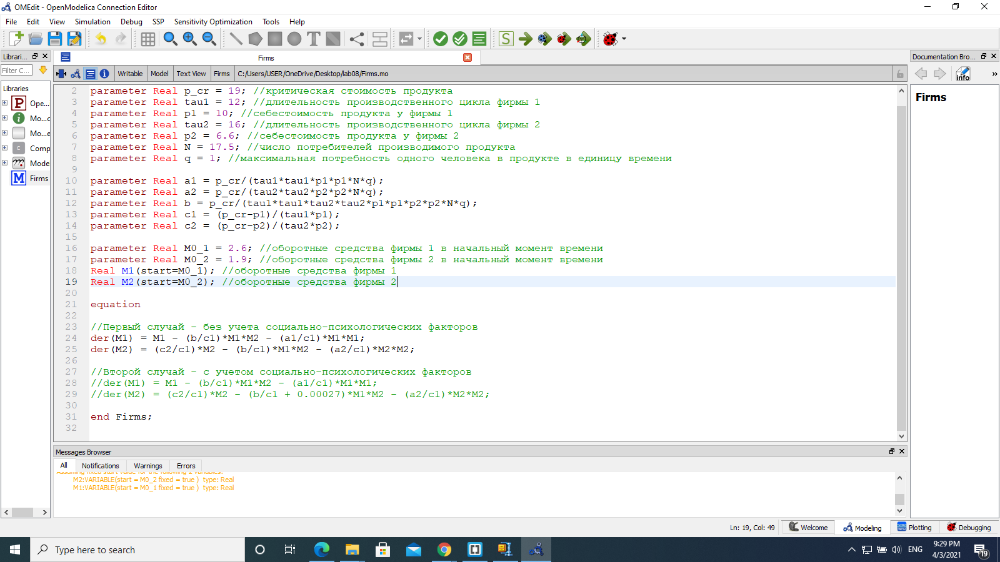 OMEdit - OpenModelica Connection Editor
File Edit View Simulation Debug SSP Sensitivity Optimization Tools Help
Librari...
Firms
Documentation Bro...
Filter C...
Writable Model Text View Firms C:/Users/USER/OneDrive/Desktop/lab08/Firms.mo
info
»
Libraries
P Ope...
i Mo...c
Mo...e
C Comp
Mode
M Firms
Firms
2 parameter Real p_cr = 19; //критическая стоимость продукта
3 parameter Real tau1 = 12; //длительность производственного цикла фирмы 1
4 parameter Real p1 = 10; //себестоимость продукта у фирмы 1
5 parameter Real tau2 = 16; //длительность производственного цикла фирмы 2
6 parameter Real p2 = 6.6; //себестоимость продукта у фирмы 2
7 parameter Real N = 17.5; //число потребителей производимого продукта
8 parameter Real q = 1; //максимальная потребность одного человека в продукте в единицу времени
9
10 parameter Real a1 = p_cr/(tau1*tau1*p1*p1*N*q);
11 parameter Real a2 = p_cr/(tau2*tau2*p2*p2*N*q);
12 parameter Real b = p_cr/(tau1*tau1*tau2*tau2*p1*p1*p2*p2*N*q);
13 parameter Real c1 = (p_cr-p1)/(tau1*p1);
14 parameter Real c2 = (p_cr-p2)/(tau2*p2);
15
16 parameter Real M0_1 = 2.6; //оборотные средства фирмы 1 в начальный момент времени
17 parameter Real M0_2 = 1.9; //оборотные средства фирмы 2 в начальный момент времени
18 Real M1(start=M0_1); //оборотные средства фирмы 1
19 Real M2(start=M0_2); //оборотные средства фирмы 2
20
21 equation
22
23 //Первый случай - без учета социально-психологических факторов
24 der(M1) = M1 - (b/c1)*M1*M2 - (a1/c1)*M1*M1;
25 der(M2) = (c2/c1)*M2 - (b/c1)*M1*M2 - (a2/c1)*M2*M2;
26
27 //Второй случай - с учетом социально-психологических факторов
28 //der(M1) = M1 - (b/c1)*M1*M2 - (a1/c1)*M1*M1;
29 //der(M2) = (c2/c1)*M2 - (b/c1 + 0.00027)*M1*M2 - (a2/c1)*M2*M2;
30
31 end Firms;
32
Messages Browser
All Notifications Warnings Errors
Assuming fixed start value for the following 2 variables:
M2:VARIABLE(start = M0_2 fixed = true ) type: Real
M1:VARIABLE(start = M0_1 fixed = true ) type: Real
Ln: 19, Col: 49 Welcome Modeling Plotting Debugging
Type here to search
ENG
9:29 PM
4/3/2021
19